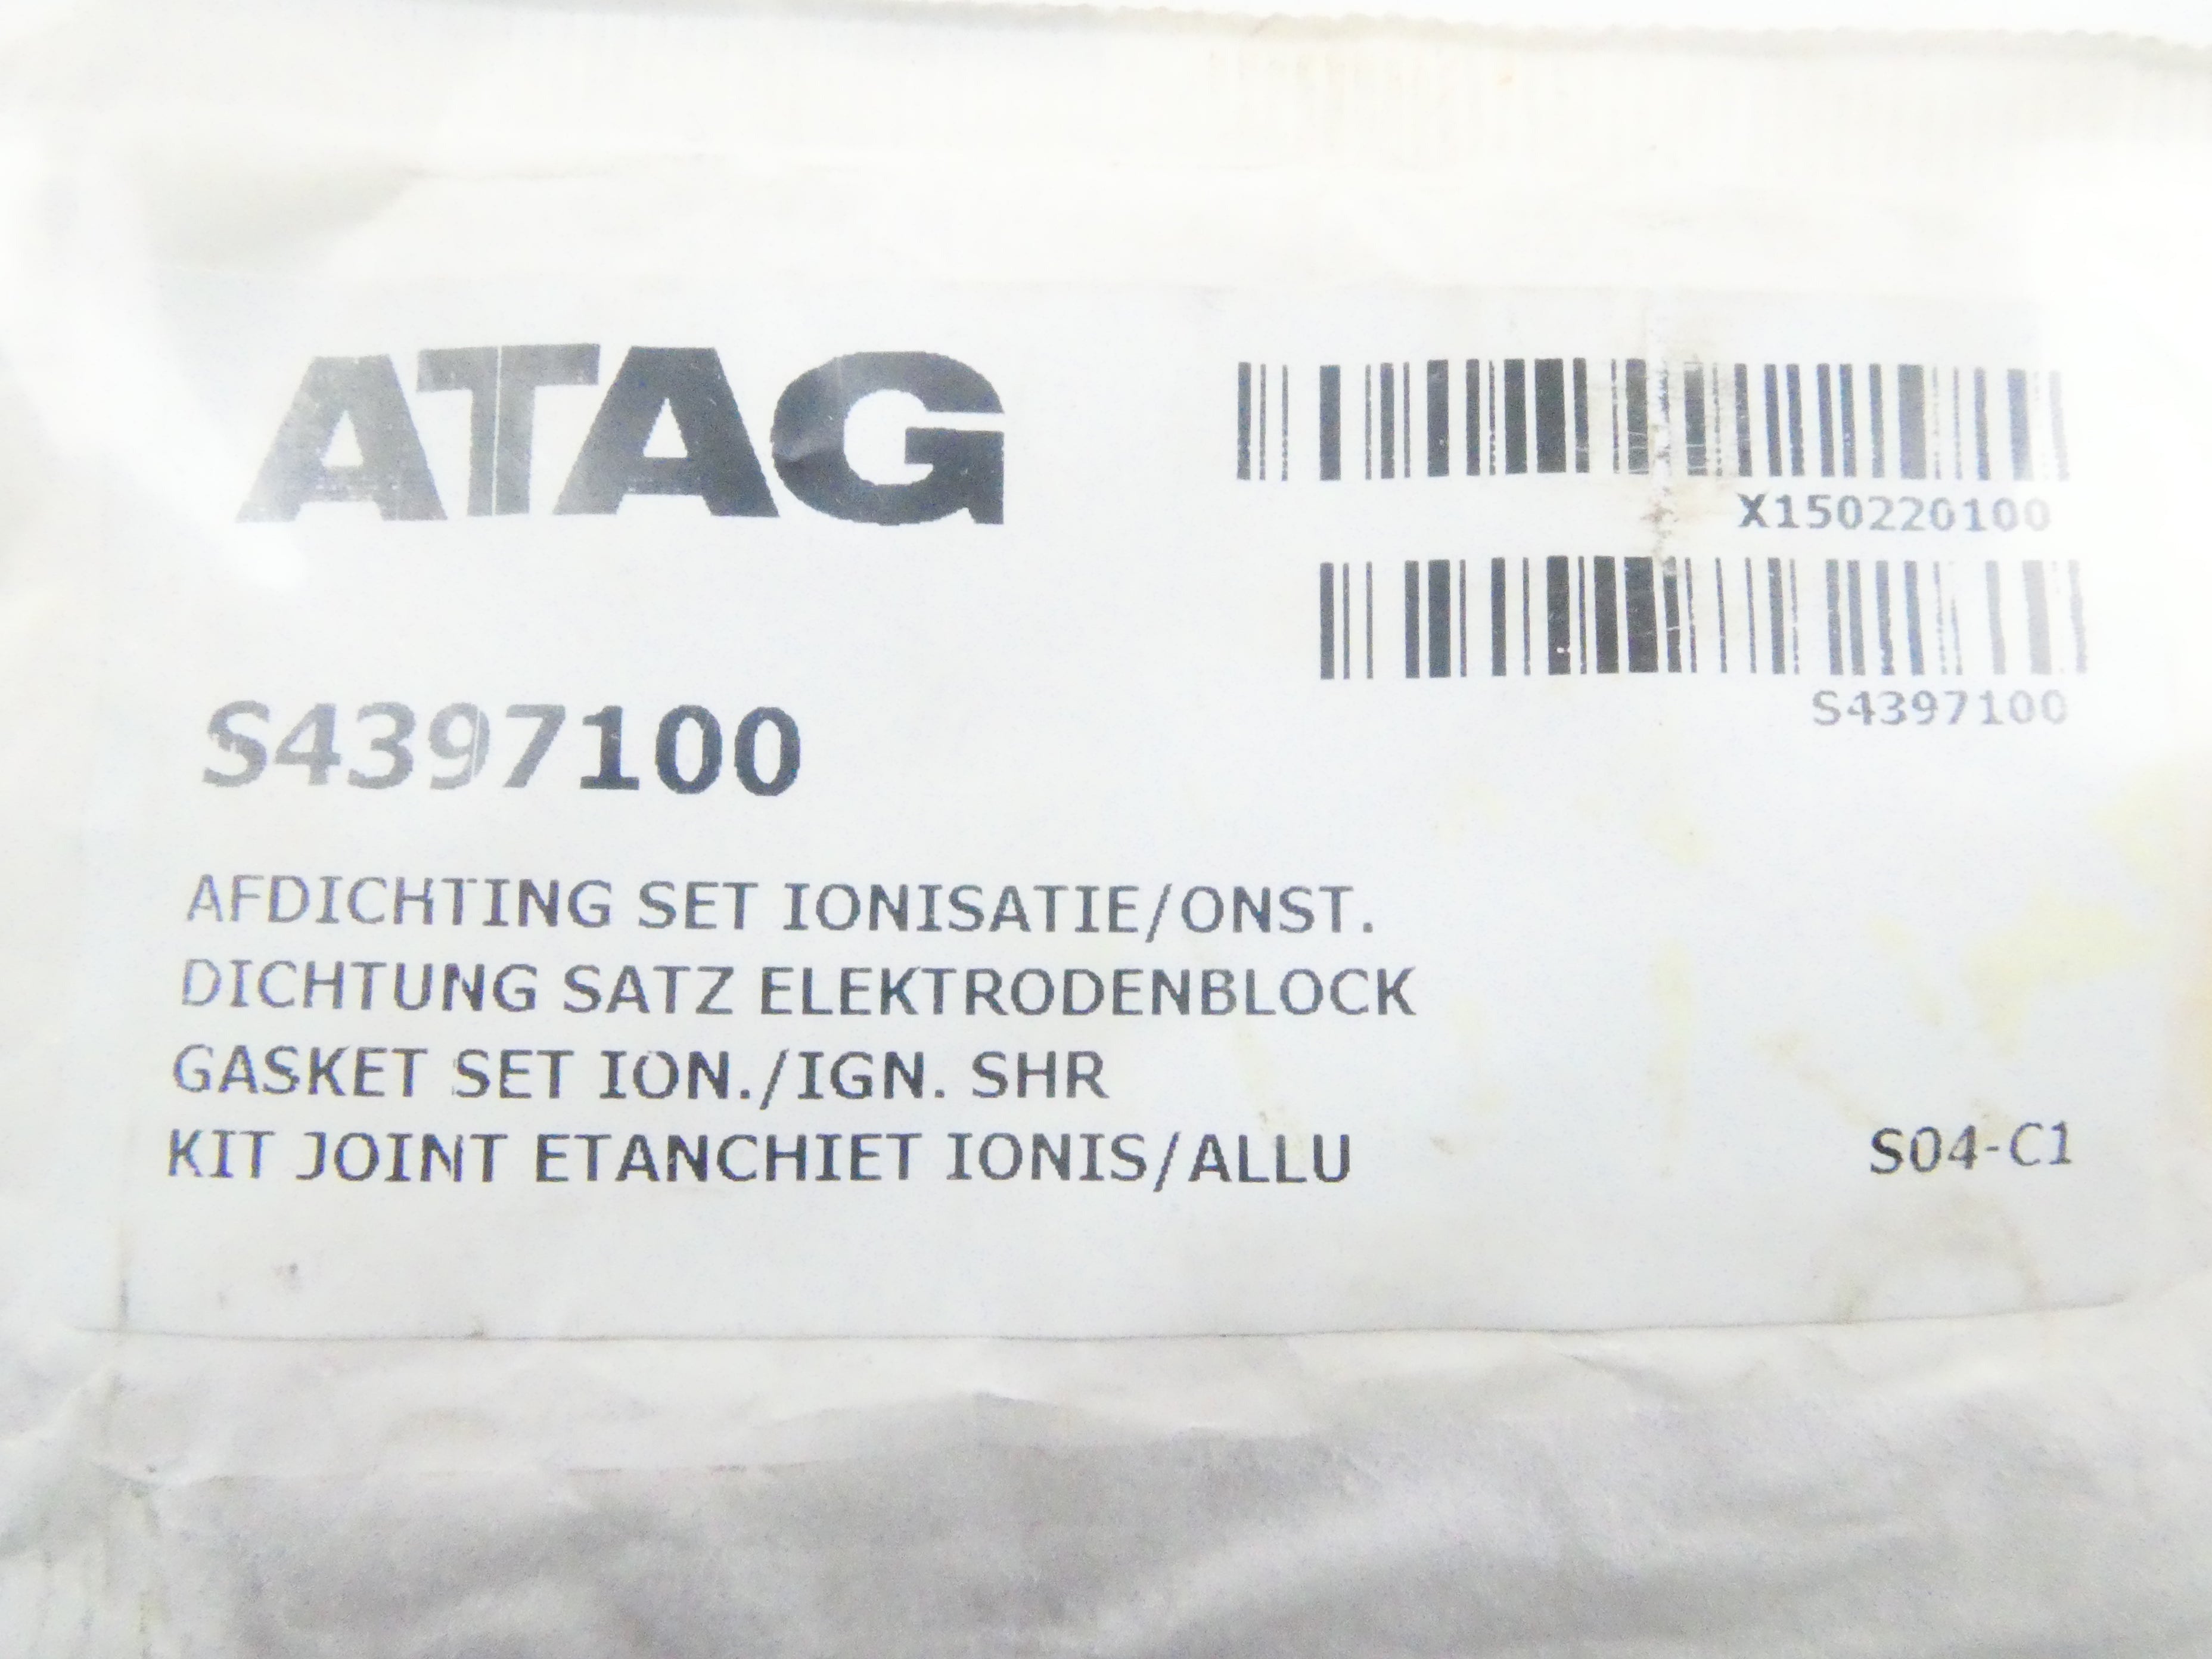 ATAG
X150220100
S4397100
S4397100
AFDICHTING SET IONISATIE/ONST.
DICHTUNG SATZ ELEKTRODENBLOCK
GASKET SET ION./IGN. SHR
KIT JOINT ETANCHIET IONIS/ALLU
S04-C1